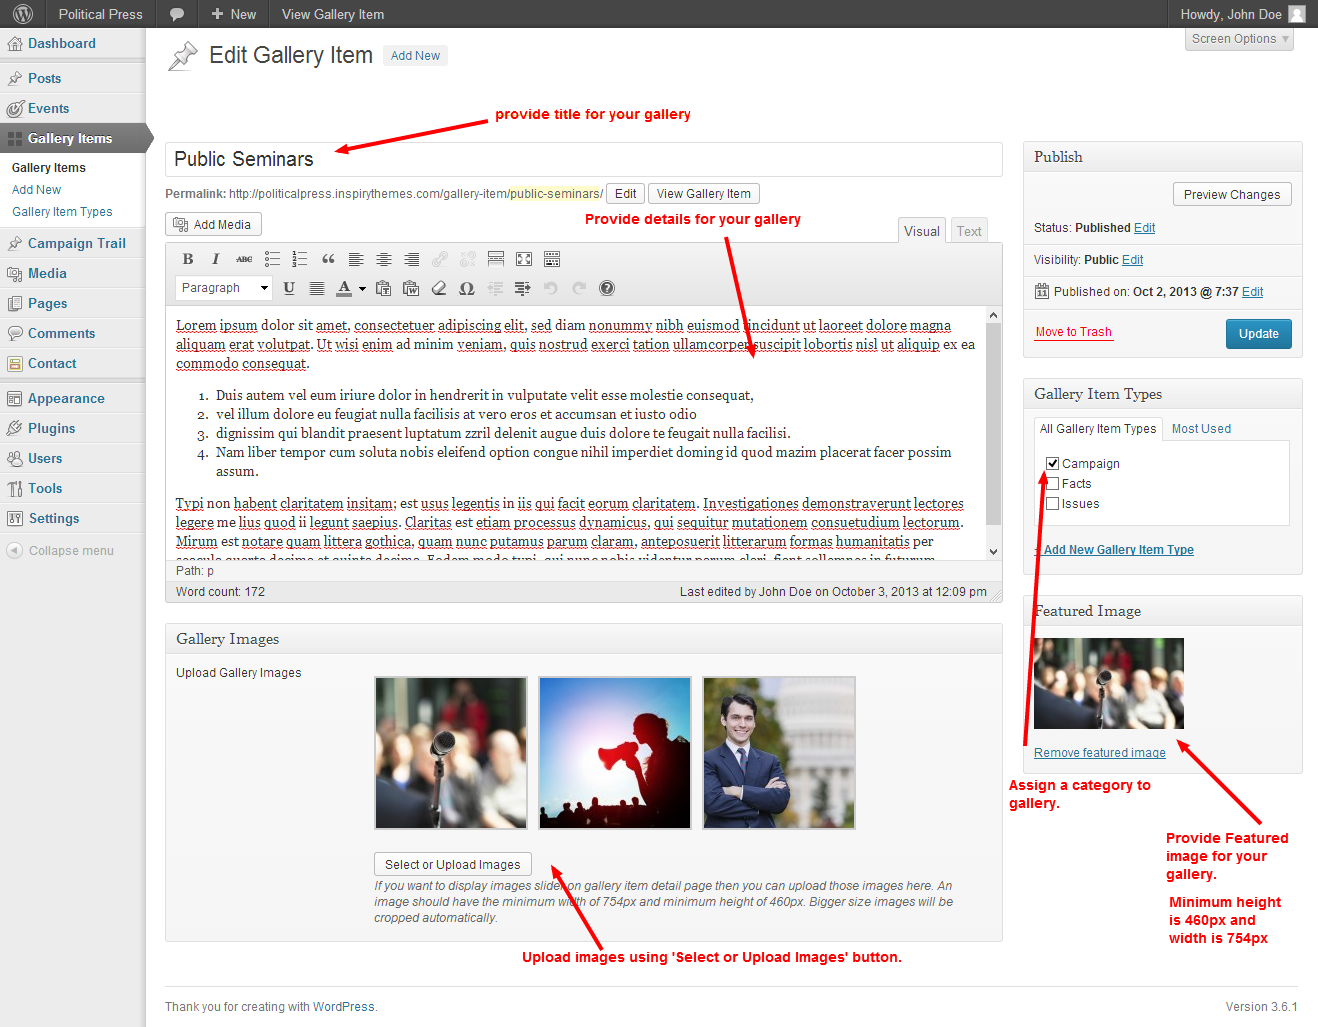 Political Press
New
View Gallery Item
Howdy, John Doe
Screen Options
Dashboard
Posts
Events
Gallery Items
Gallery Items
Add New
Gallery Item Types
Campaign Trail
Media
Pages
Comments
Contact
Appearance
Plugins
Users
Tools
Settings
Collapse menu
Edit Gallery Item Add New
provide title for your gallery
Public Seminars
Permalink: http://politicalpress.inspirythemes.com/gallery-item/public-seminars/ Edit View Gallery Item
Provide details for your gallery
Add Media
Visual Text
B I ABC
Paragraph U A
Lorem ipsum dolor sit amet, consectetuer adipiscing elit, sed diam nonummy nibh euismod tincidunt ut laoreet dolore magna
aliquam erat volutpat. Ut wisi enim ad minim veniam, quis nostrud exerci tation ullamcorper suscipit lobortis nisl ut aliquip ex ea
commodo consequat.
1. Duis autem vel eum iriure dolor in hendrerit in vulputate velit esse molestie consequat,
2. vel illum dolore eu feugiat nulla facilisis at vero eros et accumsan et iusto odio
3. dignissim qui blandit praesent luptatum zzril delenit augue duis dolore te feugait nulla facilisi.
4. Nam liber tempor cum soluta nobis eleifend option congue nihil imperdiet doming id quod mazim placerat facer possim
assum.
Typi non habent claritatem insitam; est usus legentis in iis qui facit eorum claritatem. Investigationes demonstraverunt lectores
legere me lius quod ii legunt saepius. Claritas est etiam processus dynamicus, qui sequitur mutationem consuetudium lectorum.
Mirum est notare quam littera gothica, quam nunc putamus parum claram, anteposuerit litterarum formas humanitatis per
Path: p
Word count: 172
Last edited by John Doe on October 3, 2013 at 12:09 pm
Gallery Images
Upload Gallery Images
Select or Upload Images
If you want to display images slider on gallery item detail page then you can upload those images here. An
image should have the minimum width of 754px and minimum height of 460px. Bigger size images will be
cropped automatically.
Upload images using 'Select or Upload Images' button.
Publish
Preview Changes
Status: Published Edit
Visibility: Public Edit
11 Published on: Oct 2, 2013 @ 7:37 Edit
Move to Trash
Update
Gallery Item Types
All Gallery Item Types Most Used
Campaign
Facts
Issues
+ Add New Gallery Item Type
Featured Image
Remove featured image
Assign a category to
gallery.
Provide Featured
image for your
gallery.
Minimum height
is 460px and
width is 754px
Thank you for creating with WordPress.
Version 3.6.1